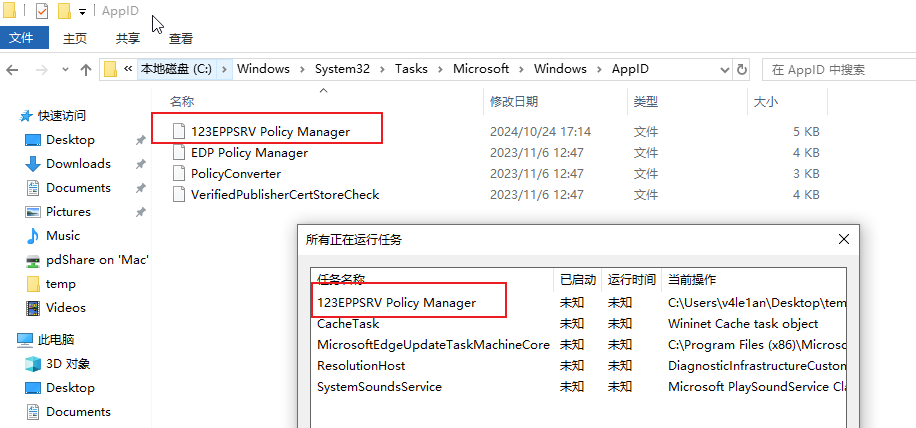 AppID
文件 主页 共享 查看
« 本地磁盘 (C:) > Windows > System32 > Tasks > Microsoft > Windows > AppID 在 AppID 中搜索
名称 修改日期 类型 大小
快速访问
123EPPSRV Policy Manager 2024/10/24 17:14 文件 5 KB
Desktop
EDP Policy Manager 2023/11/6 12:47 文件 4 KB
Downloads
PolicyConverter 2023/11/6 12:47 文件 3 KB
Documents
VerifiedPublisherCertStoreCheck 2023/11/6 12:47 文件 4 KB
Pictures
Music
pdShare on 'Mac'
temp
Videos
此电脑
3D 对象
Desktop
Documents
所有正在运行任务
任务名称 已启动 运行时间 当前操作
123EPPSRV Policy Manager 未知 未知 C:\Users\v4le1an\Desktop\tem
CacheTask 未知 未知 Wininet Cache task object
MicrosoftEdgeUpdateTaskMachineCore 未知 未知 C:\Program Files (x86)\Microso
ResolutionHost 未知 未知 DiagnosticInfrastructureCustom
SystemSoundsService 未知 未知 Microsoft PlaySoundService Cla